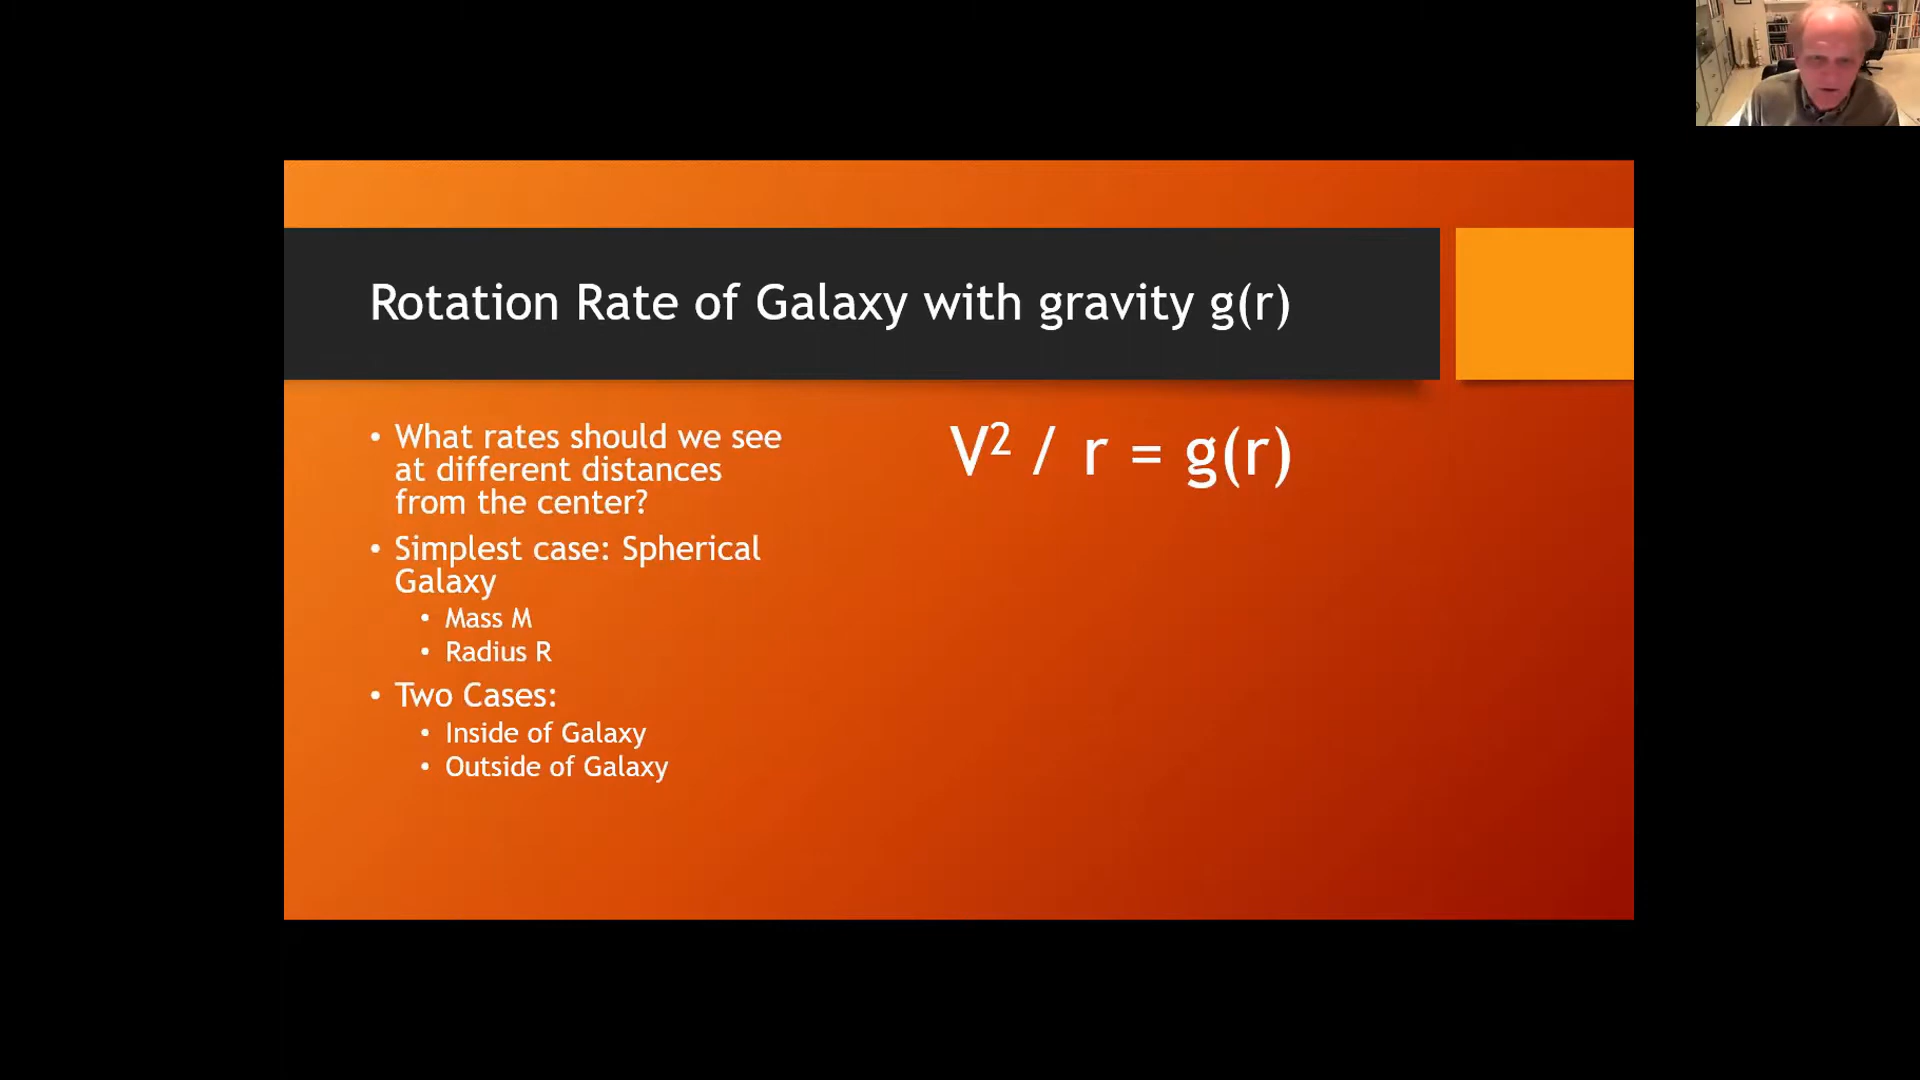 Rotation Rate of Galaxy with gravity g(r)
• What rates should we see
at different distances
from the center?
• Simplest case: Spherical
Galaxy
• Mass M
• Radius R
• Two Cases:
• Inside of Galaxy
• Outside of Galaxy
V² / r = g(r)